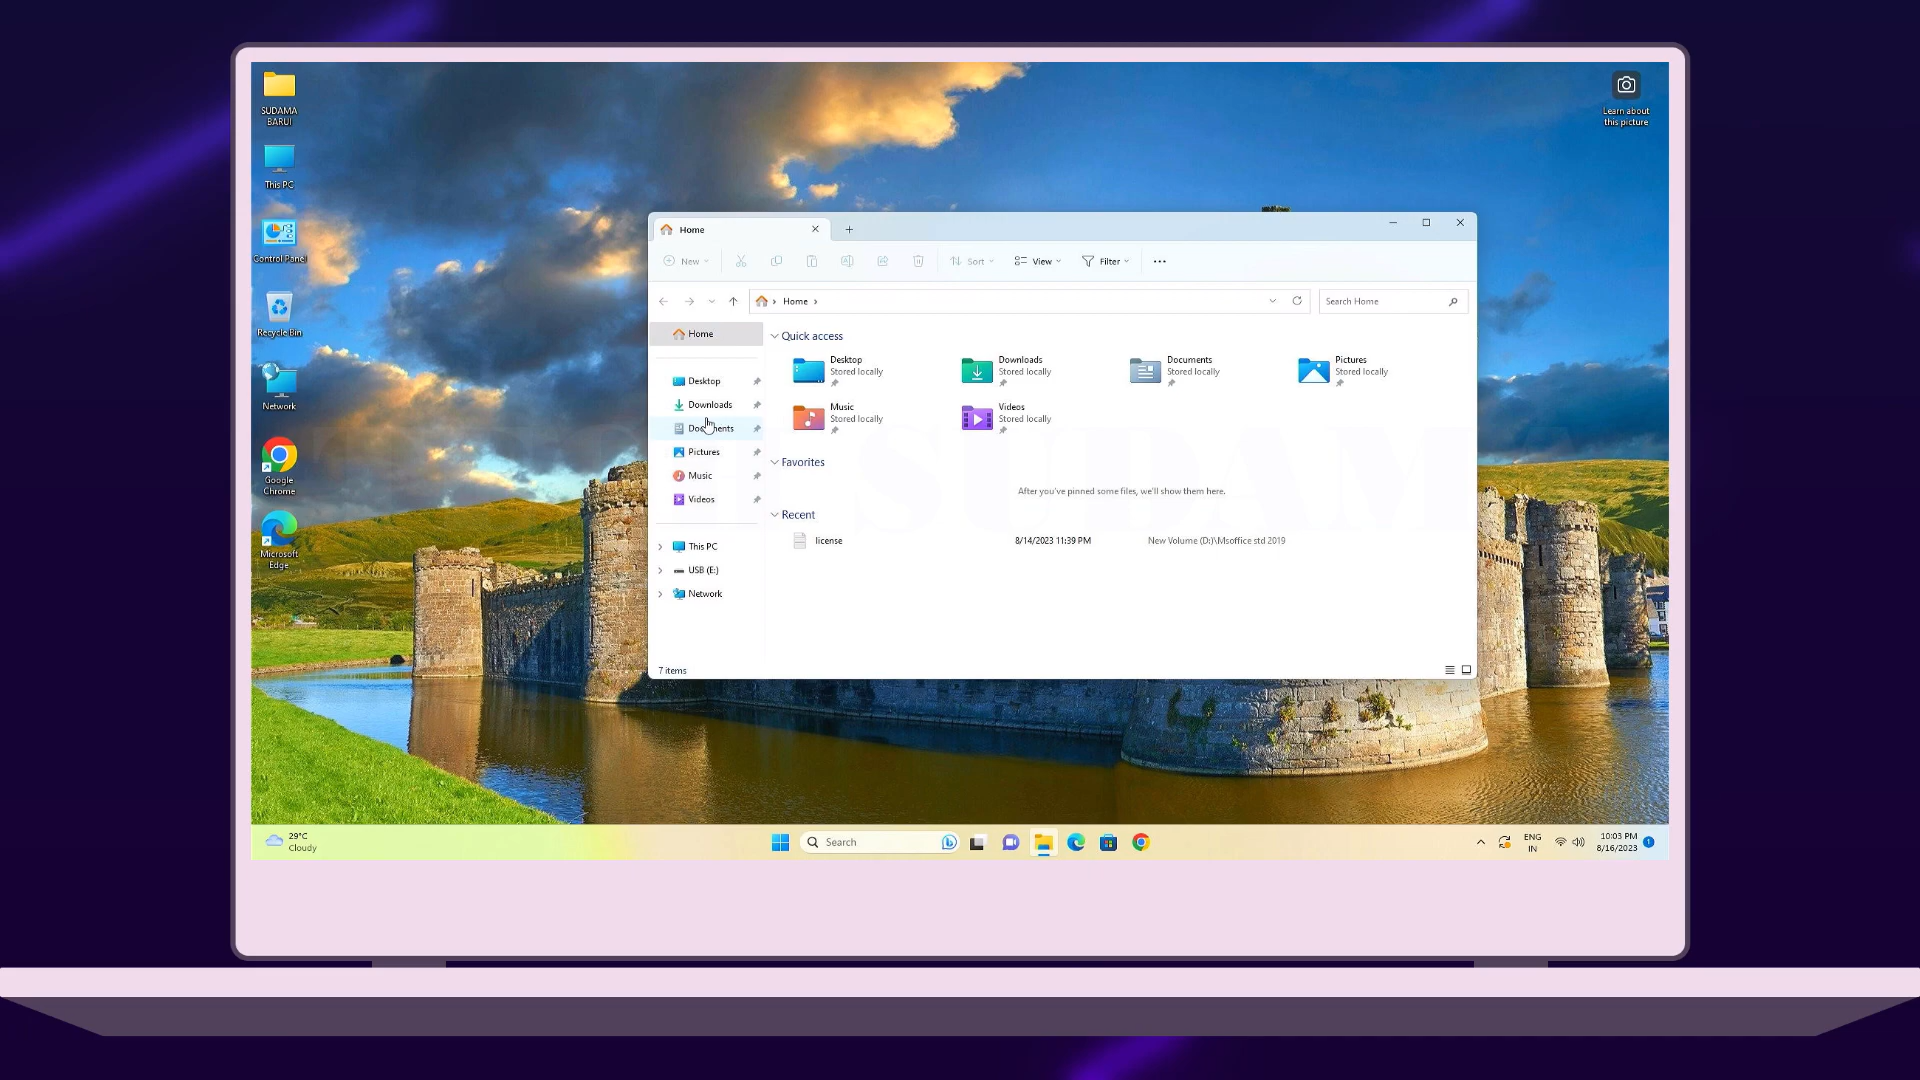 SUDAMA
BARUI
This PC
Control Panel
Recycle Bin
Network
Google
Chrome
Microsoft
Edge
Learn about
this picture
Home
New
Sort
View
Filter
Home
Search Home
Home
Desktop
Downloads
Documents
Pictures
Music
Videos
This PC
USB (E:)
Network
Quick access
Desktop
Stored locally
Downloads
Stored locally
Documents
Stored locally
Pictures
Stored locally
Music
Stored locally
Videos
Stored locally
Favorites
After you've pinned some files, we'll show them here.
Recent
license 8/14/2023 11:39 PM New Volume (D:)\Msoffice std 2019
7 items
29°C
Cloudy
Search
ENG
IN
10:03 PM
8/16/2023
1